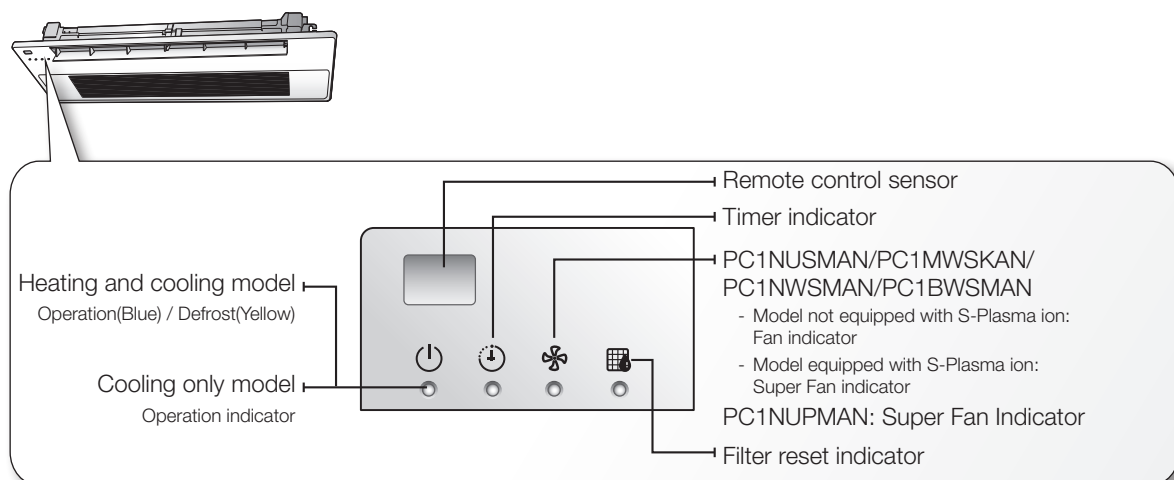 Remote control sensor
Timer indicator
PC1NUSMAN/PC1MWSKAN/
PC1NWSMAN/PC1BWSMAN
- Model not equipped with S-Plasma ion:
Fan indicator
- Model equipped with S-Plasma ion:
Super Fan indicator
PC1NUPMAN: Super Fan Indicator
Filter reset indicator
Heating and cooling model
Operation(Blue) / Defrost(Yellow)
Cooling only model
Operation indicator